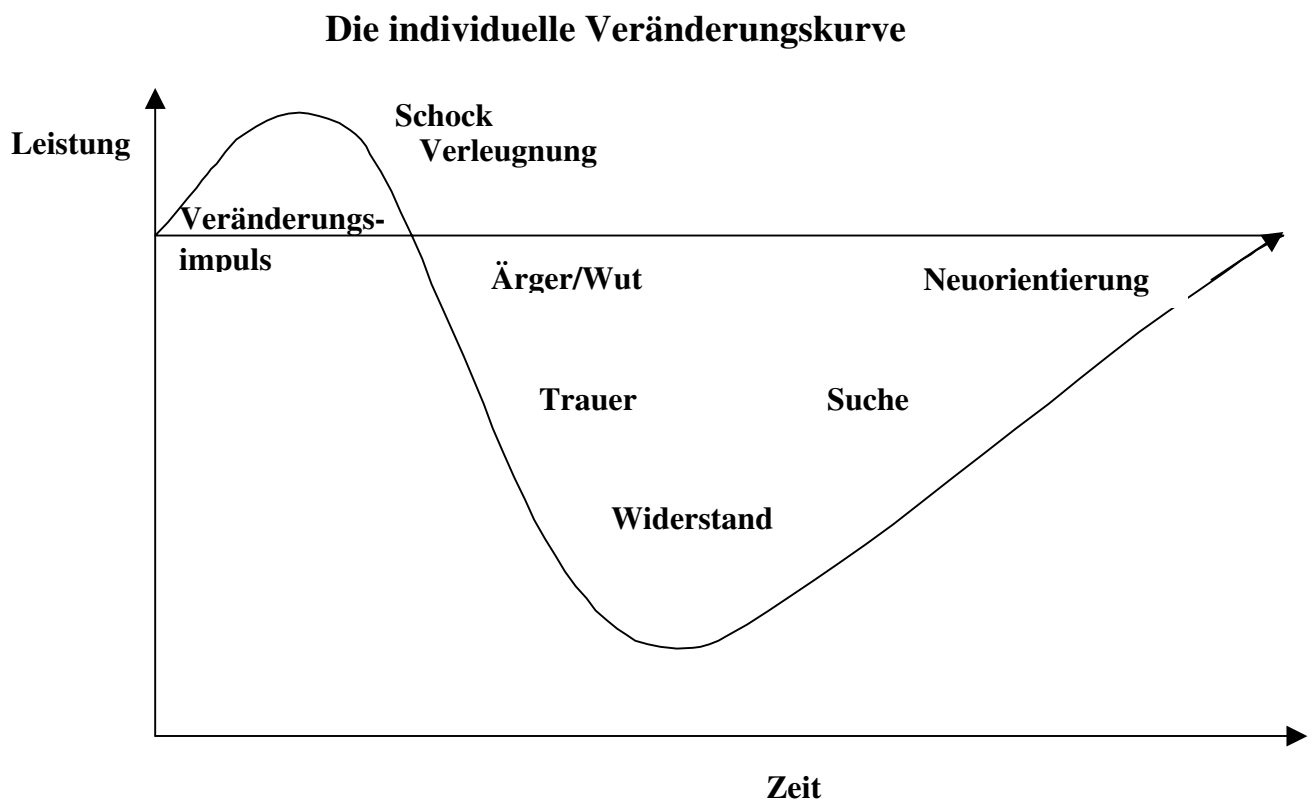 Die individuelle Veränderungskurve
Schock
Verleugnung
Leistung
Veränderungs-
impuls
Ärger/Wut
Neuorientierung
Trauer
Suche
Widerstand
Zeit